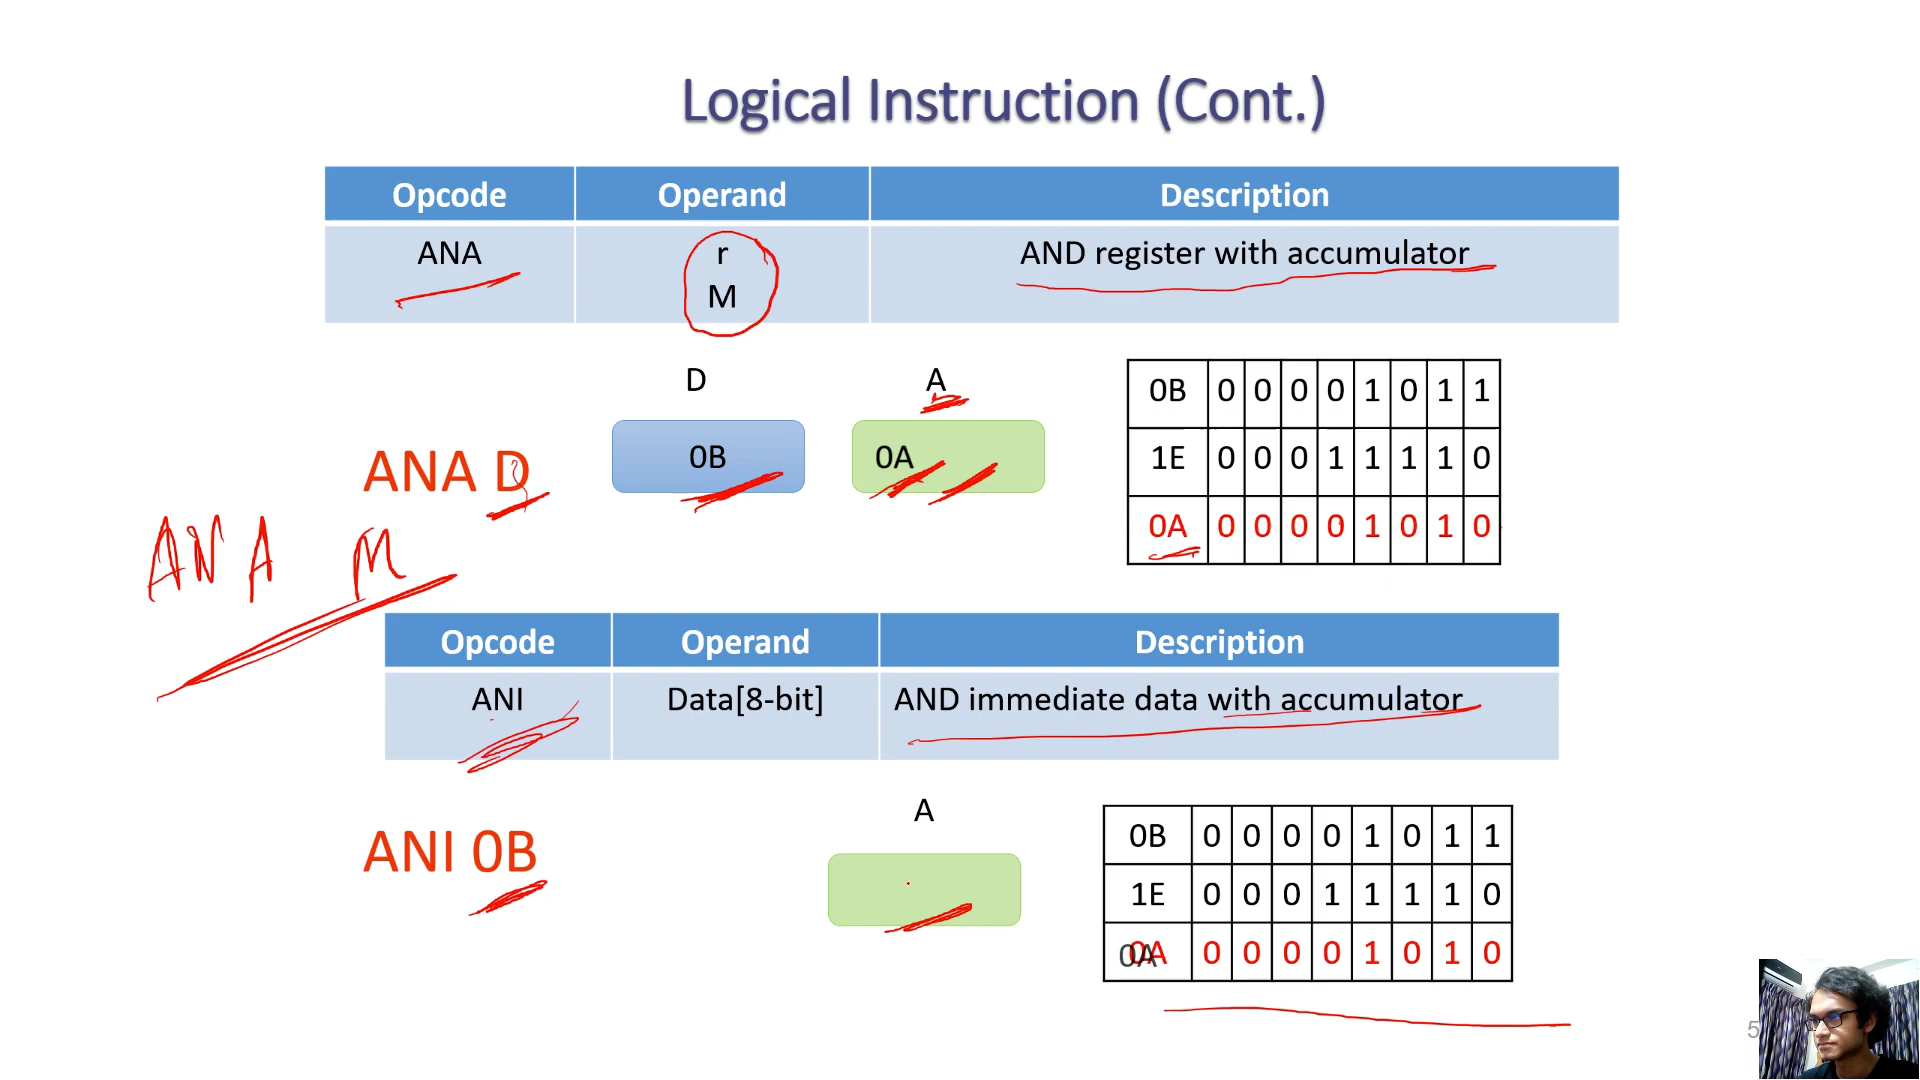 Logical Instruction (Cont.)
Opcode Operand Description
ANA r AND register with accumulator
M
D A
0B 0 0 0 0 1 0 1 1
ANA D 0B 0A
1E 0 0 0 1 1 1 1 0
0A 0 0 0 0 1 0 1 0
ANA M
Opcode Operand Description
ANI Data[8-bit] AND immediate data with accumulator
A
0B 0 0 0 0 1 0 1 1
ANI 0B
1E 0 0 0 1 1 1 1 0
0A 0A 0 0 0 0 1 0 1 0
5